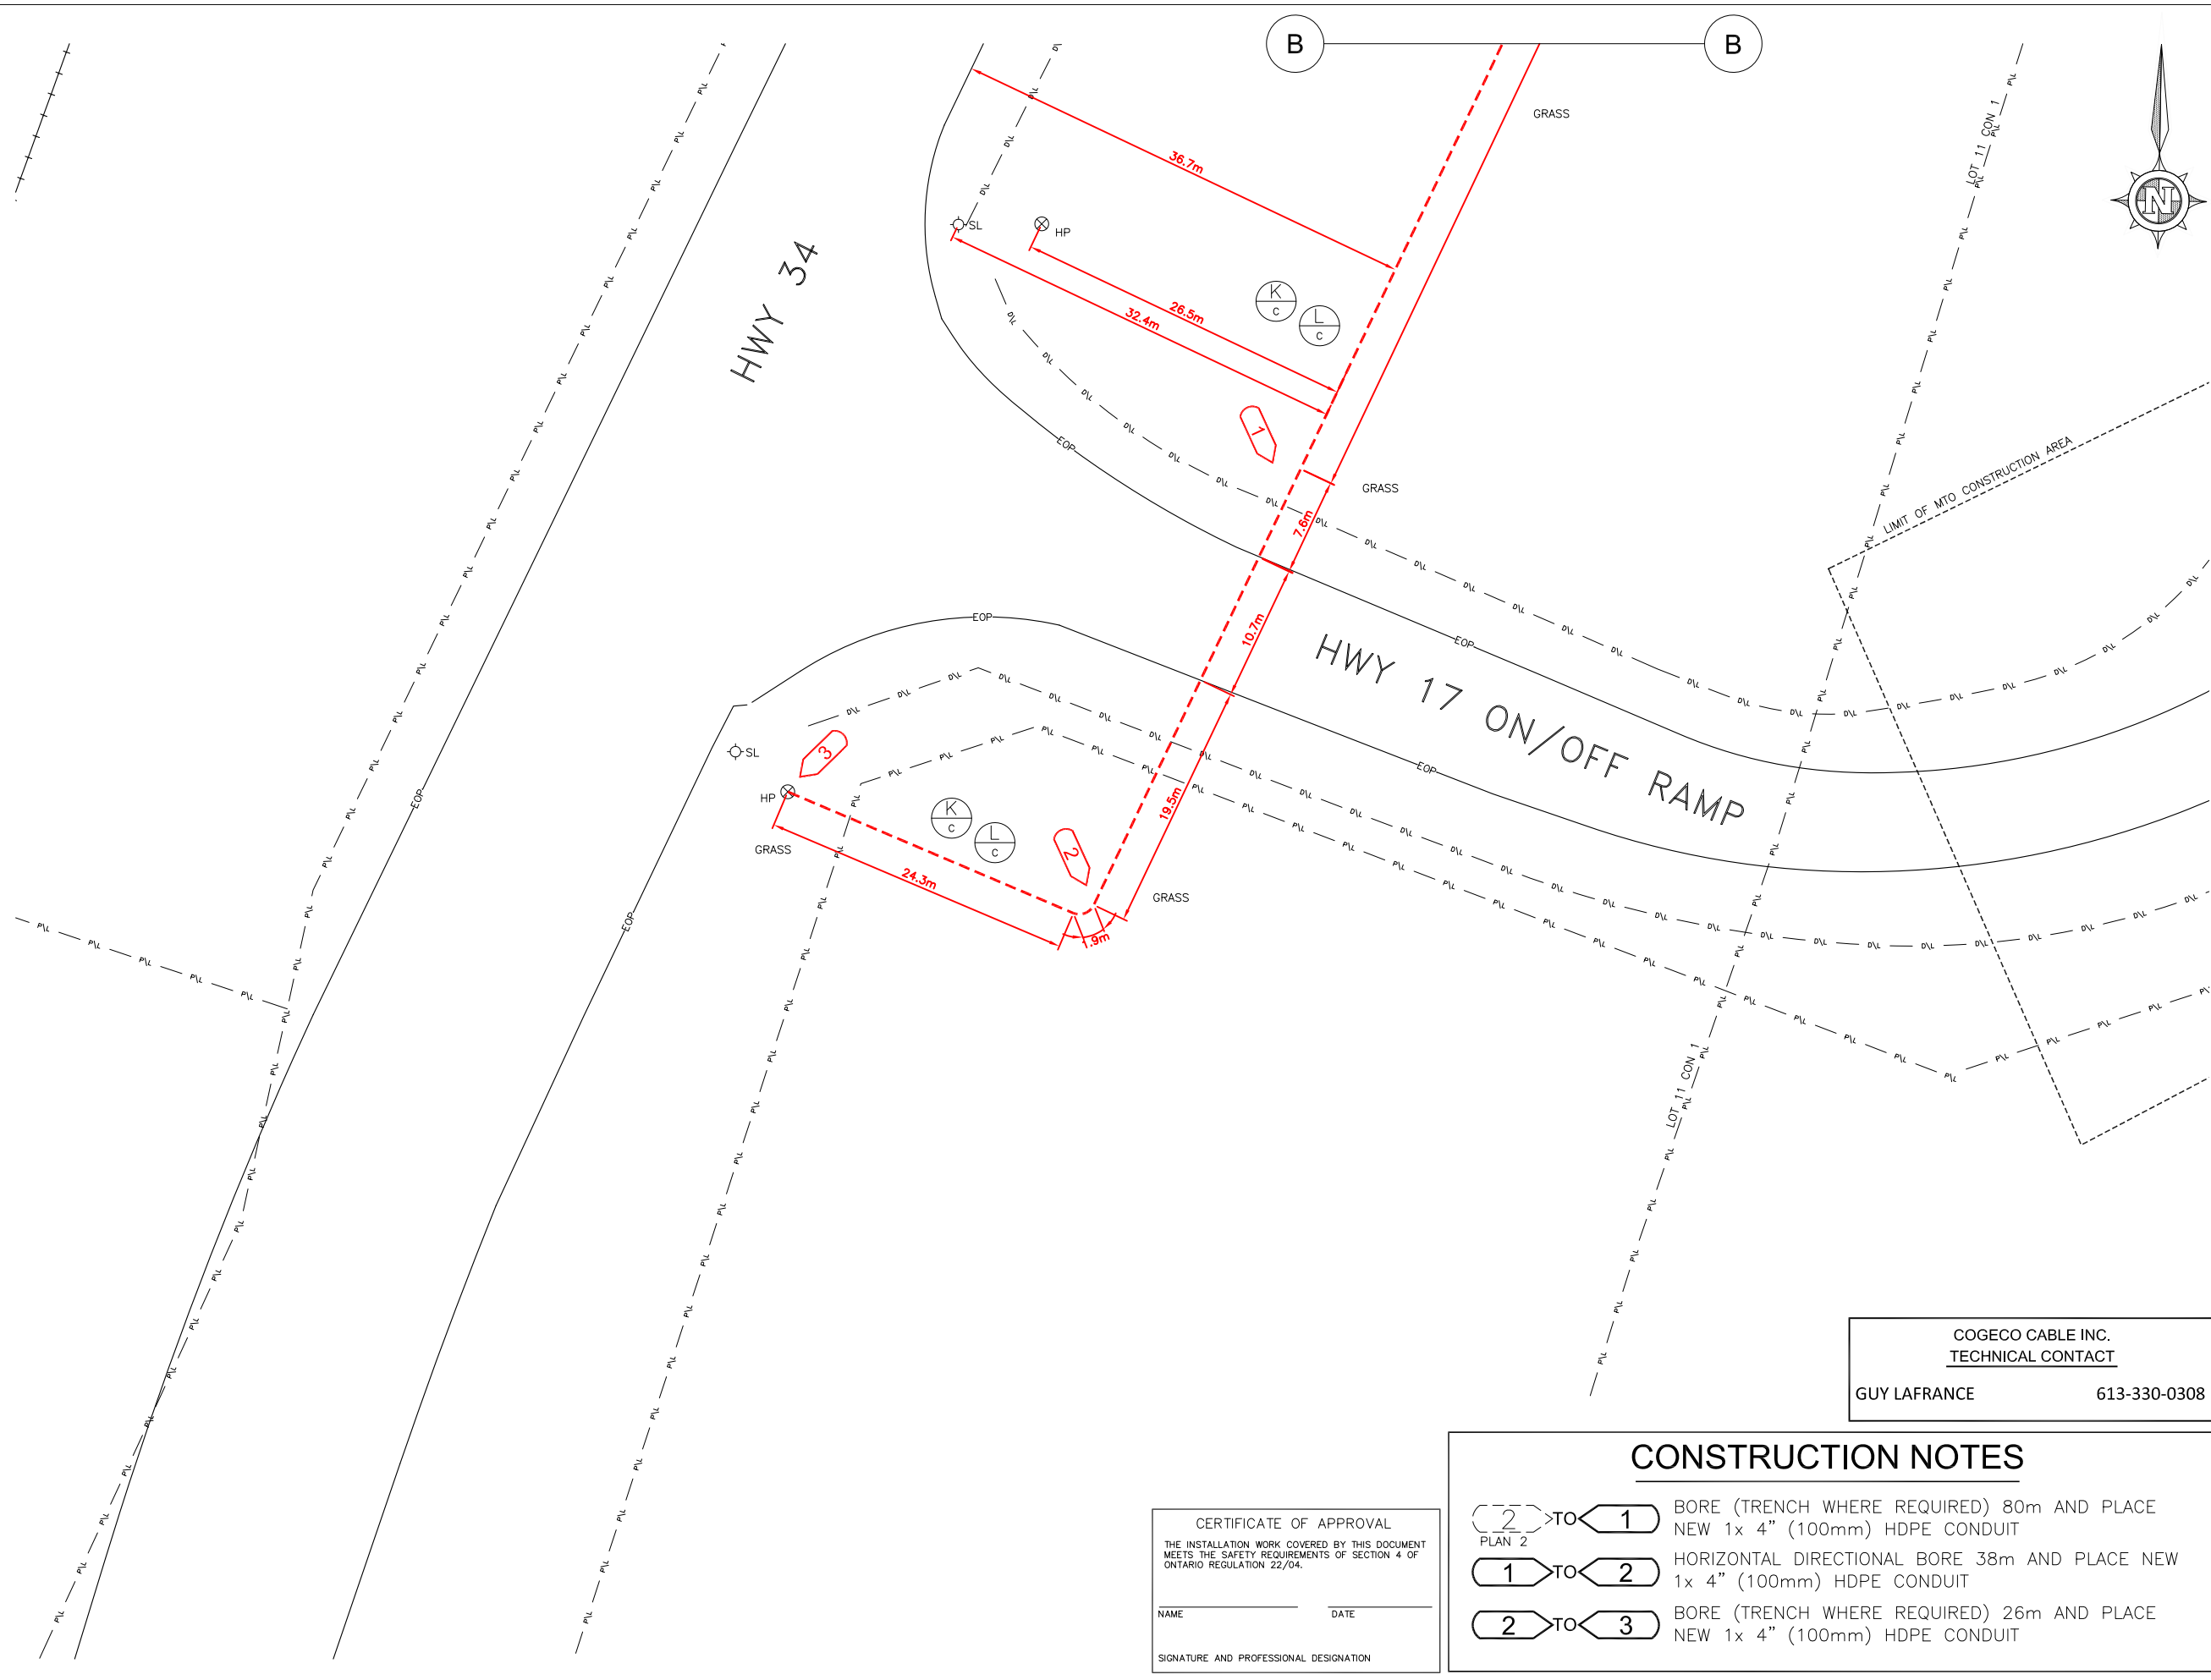 B
B
GRASS
LOT 11 CON 1
N
36.7m
SL
HP
HWY 34
K
C
L
C
26.5m
32.4m
1
EOP
GRASS
LIMIT OF MTO CONSTRUCTION AREA
7.6m
EOP
10.7m
EOP
HWY 17 ON/OFF RAMP
EOP
SL
3
HP
EOP
19.5m
K
C
L
C
2
GRASS
24.3m
GRASS
EOP
1.9m
LOT 11 CON 1
COGECO CABLE INC.
TECHNICAL CONTACT
GUY LAFRANCE 613-330-0308
CONSTRUCTION NOTES
2 TO 1 BORE (TRENCH WHERE REQUIRED) 80m AND PLACE
PLAN 2 NEW 1x 4" (100mm) HDPE CONDUIT
1 TO 2 HORIZONTAL DIRECTIONAL BORE 38m AND PLACE NEW
1x 4" (100mm) HDPE CONDUIT
2 TO 3 BORE (TRENCH WHERE REQUIRED) 26m AND PLACE
NEW 1x 4" (100mm) HDPE CONDUIT
CERTIFICATE OF APPROVAL
THE INSTALLATION WORK COVERED BY THIS DOCUMENT
MEETS THE SAFETY REQUIREMENTS OF SECTION 4 OF
ONTARIO REGULATION 22/04.
NAME DATE
SIGNATURE AND PROFESSIONAL DESIGNATION